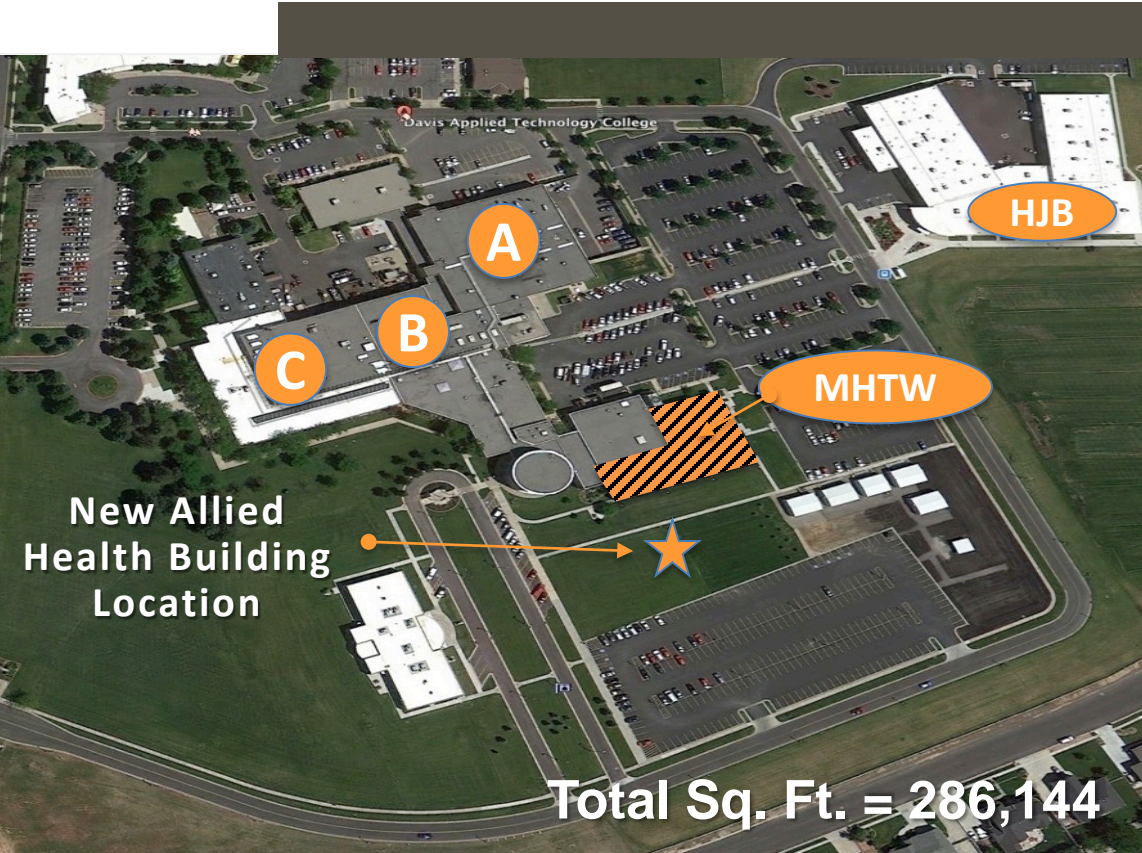 Davis Applied Technology College
HJB
A
B
C
MHTW
New Allied
Health Building
Location
Total Sq. Ft. = 286,144